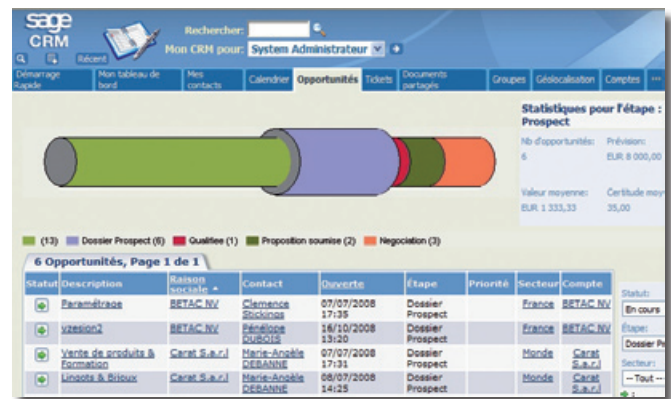 sage
CRM
Rechercher:
Récent
Mon CRM pour: System Administrateur
Démarrage Rapide
Mon tableau de bord
Mes contacts
Calendrier
Opportunités
Tickets
Documents partagés
Groupes
Géolocalisation
Comptes
Statistiques pour l'étape :
Prospect
Nb d'opportunités: Prévision:
6 EUR 8 000,00
Valeur moyenne: Certitude moy
EUR 1 333,33 35,00
(13) Dossier Prospect (6) Qualifiee (1) Proposition soumise (2) Negociation (3)
6 Opportunités, Page 1 de 1
Statut Description Raison sociale Contact Ouverte Étape Priorité Secteur Compte
Paramétrage BETAC NV Clemence Stickings 07/07/2008 17:35 Dossier Prospect France BETAC NV
vzesion2 BETAC NV Pénélope DUBOIS 16/10/2008 13:20 Dossier Prospect France BETAC NV
Vente de produits & Formation Carat S.a.r.l Marie-Angèle DEBANNE 07/07/2008 17:31 Dossier Prospect Monde Carat S.a.r.l
Lingots & Bijoux Carat S.a.r.l Marie-Angèle DEBANNE 08/07/2008 14:25 Dossier Prospect Monde Carat S.a.r.l
Statut:
En cours
Étape:
Dossier Pr
Secteur:
-- Tout --